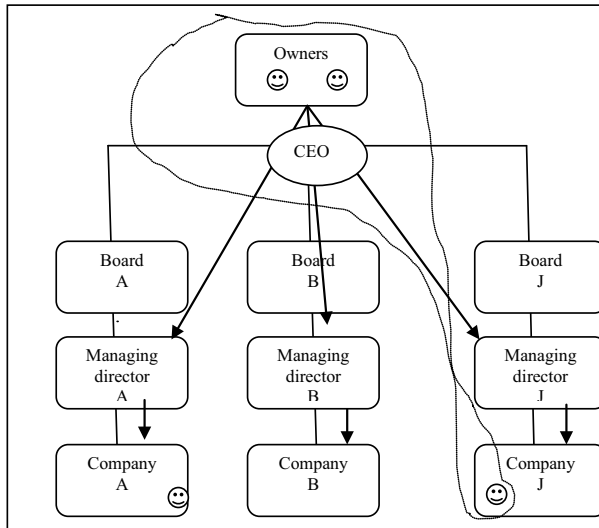 Owners
CEO
Board
A
Board
B
Board
J
Managing
director
A
Managing
director
B
Managing
director
J
Company
A
Company
B
Company
J